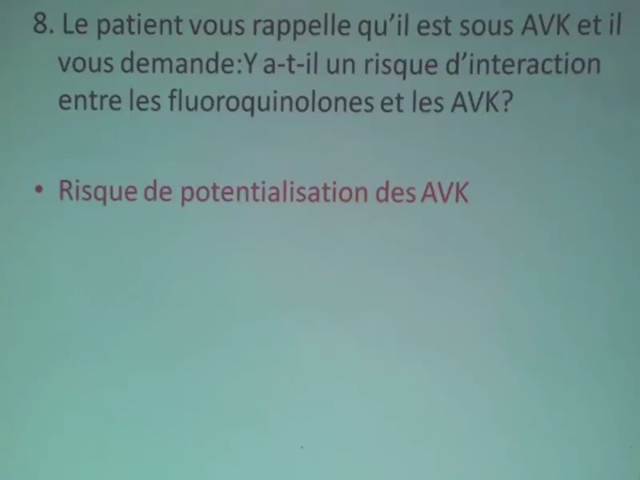 8. Le patient vous rappelle qu'il est sous AVK et il
vous demande:Y a-t-il un risque d'interaction
entre les fluoroquinolones et les AVK?
• Risque de potentialisation des AVK